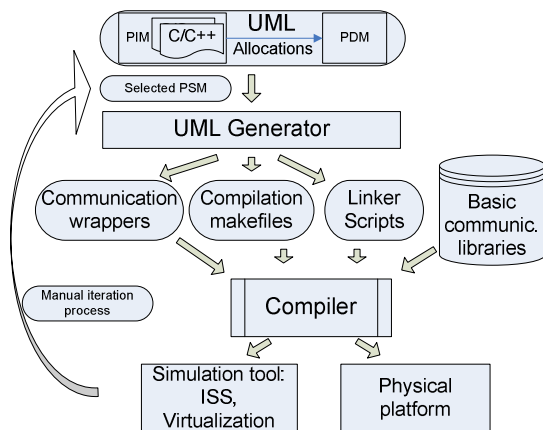 UML
PIM
C/C++
Allocations
PDM
Selected PSM
UML Generator
Communication
wrappers
Compilation
makefiles
Linker
Scripts
Basic
communic.
libraries
Compiler
Manual iteration
process
Simulation tool:
ISS,
Virtualization
Physical
platform